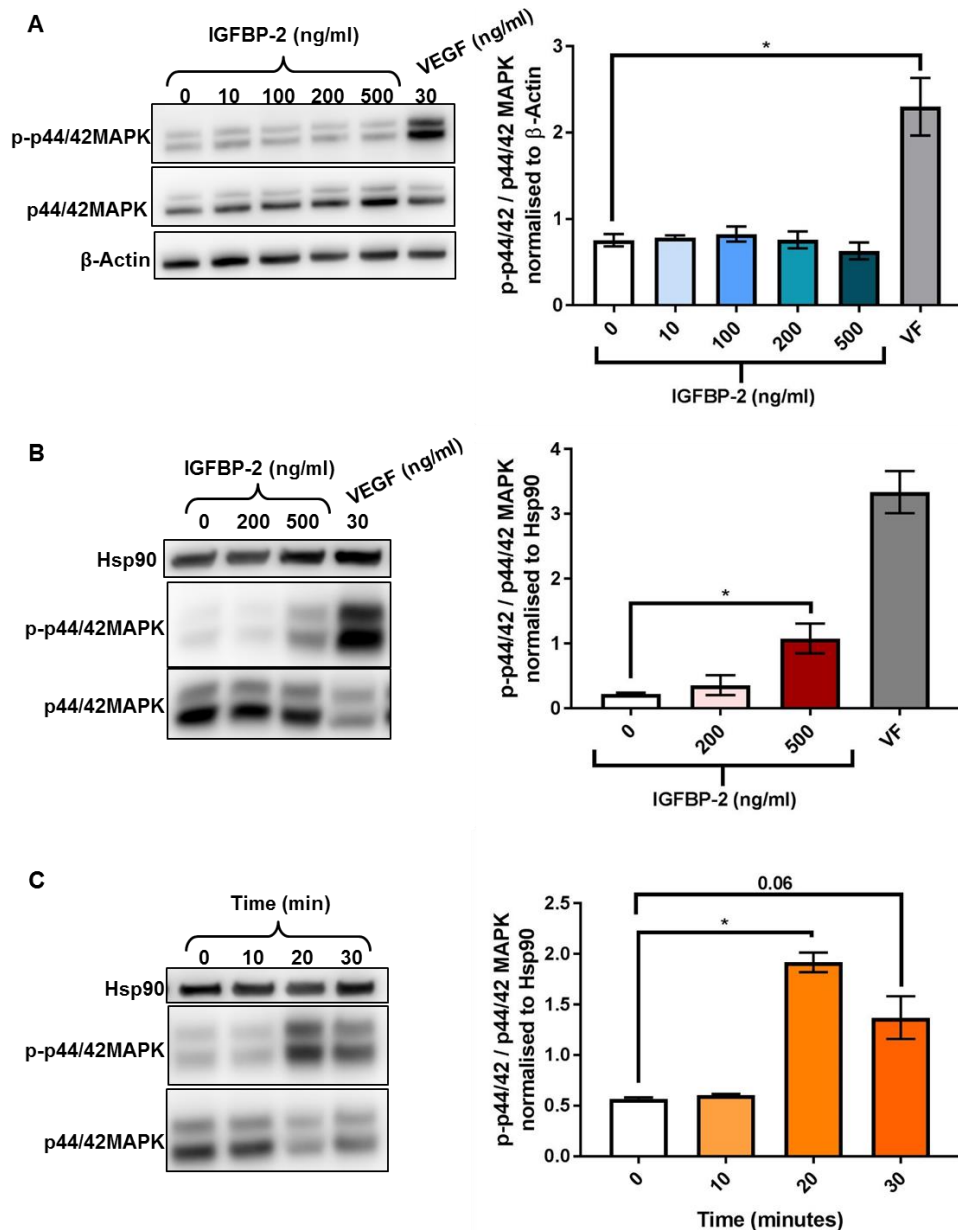 A
IGFBP-2 (ng/ml)
VEGF (ng/ml)
0 10 100 200 500 30
p-p44/42MAPK
p44/42MAPK
β-Actin
p-p44/42 / p44/42 MAPK
normalised to β-Actin
3
2
1
0
*
0 10 100 200 500 VF
IGFBP-2 (ng/ml)
B
IGFBP-2 (ng/ml)
VEGF (ng/ml)
0 200 500 30
Hsp90
p-p44/42MAPK
p44/42MAPK
p-p44/42 / p44/42 MAPK
normalised to Hsp90
4
3
2
1
0
*
0 200 500 VF
IGFBP-2 (ng/ml)
C
Time (min)
0 10 20 30
Hsp90
p-p44/42MAPK
p44/42MAPK
p-p44/42 / p44/42 MAPK
normalised to Hsp90
2.5
2.0
1.5
1.0
0.5
0.0
0.06
*
0 10 20 30
Time (minutes)